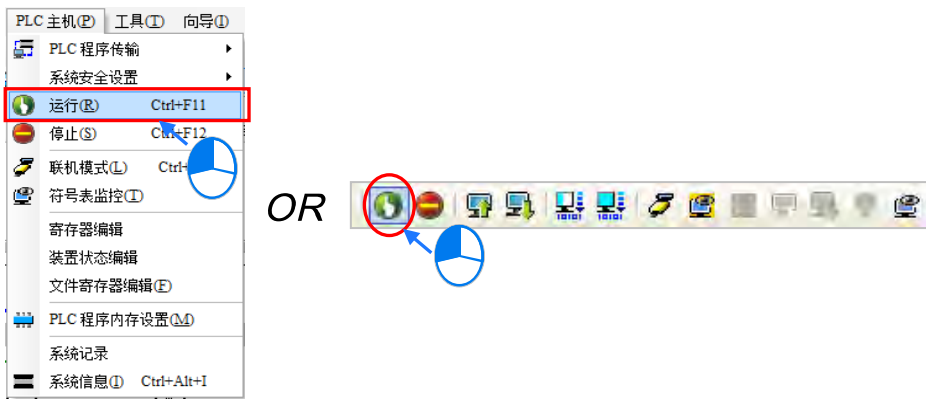 PLC 主机(P) 工具(T) 向导(I)
PLC 程序传输
系统安全设置
运行(R) Ctrl+F11
停止(S) Ctrl+F12
联机模式(L) Ctrl+
符号表监控(T)
寄存器编辑
装置状态编辑
文件寄存器编辑(F)
PLC 程序内存设置(M)
系统记录
系统信息(I) Ctrl+Alt+I
OR